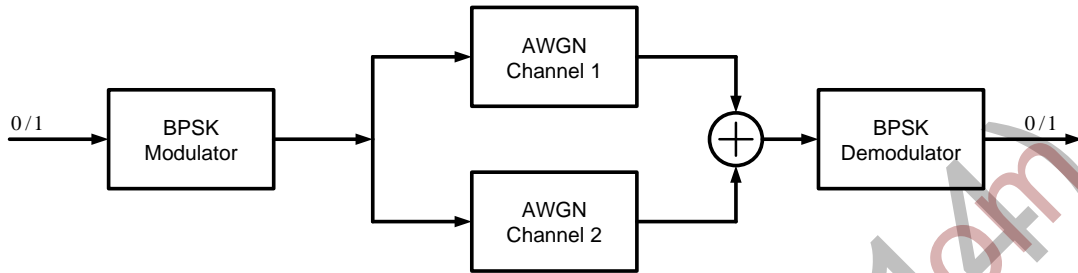 0/1
BPSK
Modulator
AWGN
Channel 1
AWGN
Channel 2
BPSK
Demodulator
0/1